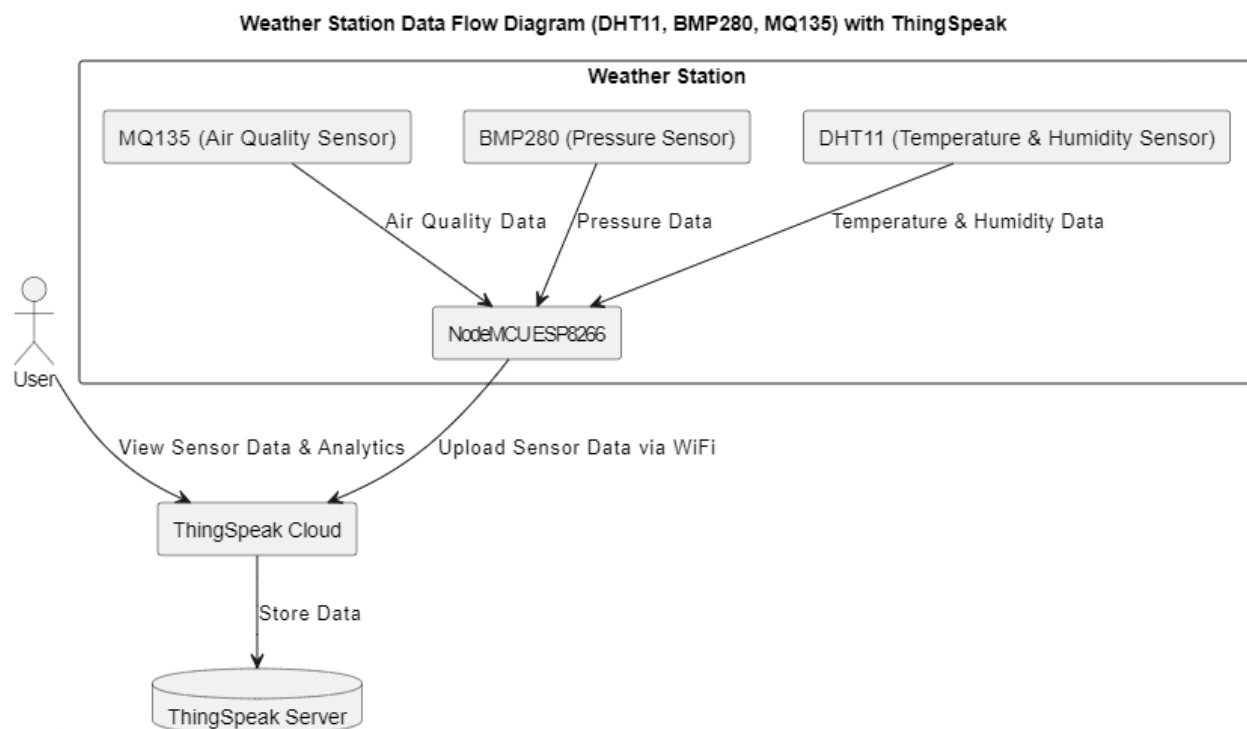 Weather Station Data Flow Diagram (DHT11, BMP280, MQ135) with ThingSpeak
Weather Station
MQ135 (Air Quality Sensor)
BMP280 (Pressure Sensor)
DHT11 (Temperature & Humidity Sensor)
Air Quality Data
Pressure Data
Temperature & Humidity Data
NodeMCU ESP8266
User
View Sensor Data & Analytics
Upload Sensor Data via WiFi
ThingSpeak Cloud
Store Data
ThingSpeak Server